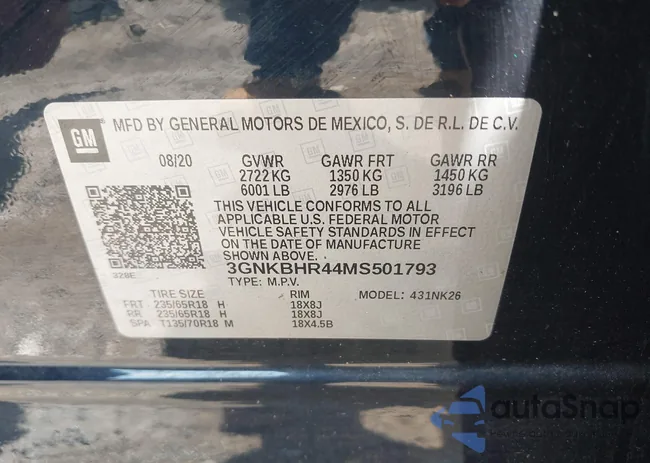 GM
MFD BY GENERAL MOTORS DE MEXICO, S. DE R.L. DE C.V.
08/20 GVWR GAWR FRT GAWR RR
2722 KG 1350 KG 1450 KG
6001 LB 2976 LB 3196 LB
THIS VEHICLE CONFORMS TO ALL
APPLICABLE U.S. FEDERAL MOTOR
VEHICLE SAFETY STANDARDS IN EFFECT
ON THE DATE OF MANUFACTURE
SHOWN ABOVE.
3GNKBHR44MS501793
328E TYPE: M.P.V.
TIRE SIZE RIM MODEL: 431NK26
FRT 235/65R18 H 18X8J
RR 235/65R18 H 18X8J
SPA T135/70R18 M 18X4.5B
autoSnap